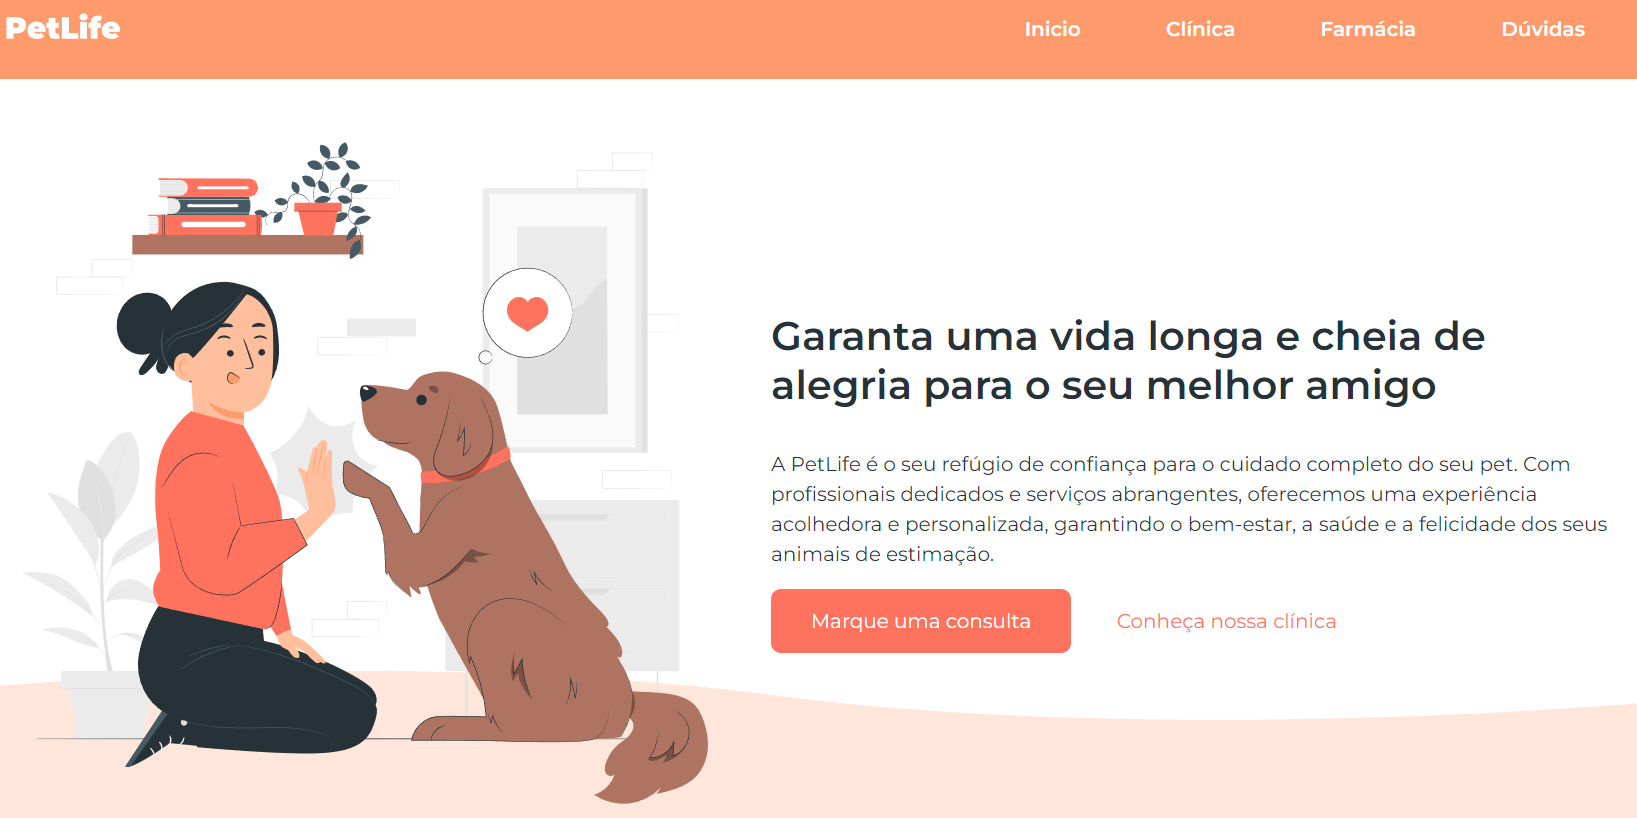 PetLife
Inicio
Clínica
Farmácia
Dúvidas
Garanta uma vida longa e cheia de
alegria para o seu melhor amigo
A PetLife é o seu refúgio de confiança para o cuidado completo do seu pet. Com
profissionais dedicados e serviços abrangentes, oferecemos uma experiência
acolhedora e personalizada, garantindo o bem-estar, a saúde e a felicidade dos seus
animais de estimação.
Marque uma consulta
Conheça nossa clínica